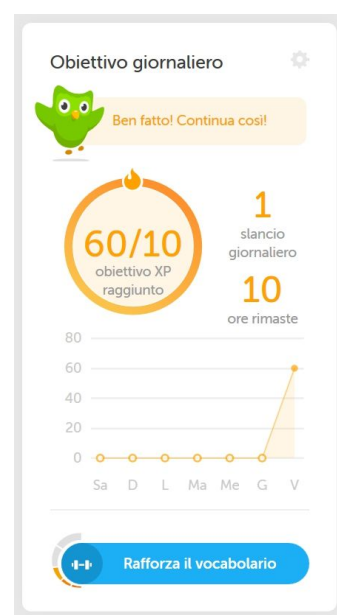 Obiettivo giornaliero
Ben fatto! Continua così!
60/10
obiettivo XP
raggiunto
1
slancio
giornaliero
10
ore rimaste
80
60
40
20
0
Sa D L Ma Me G V
Rafforza il vocabolario